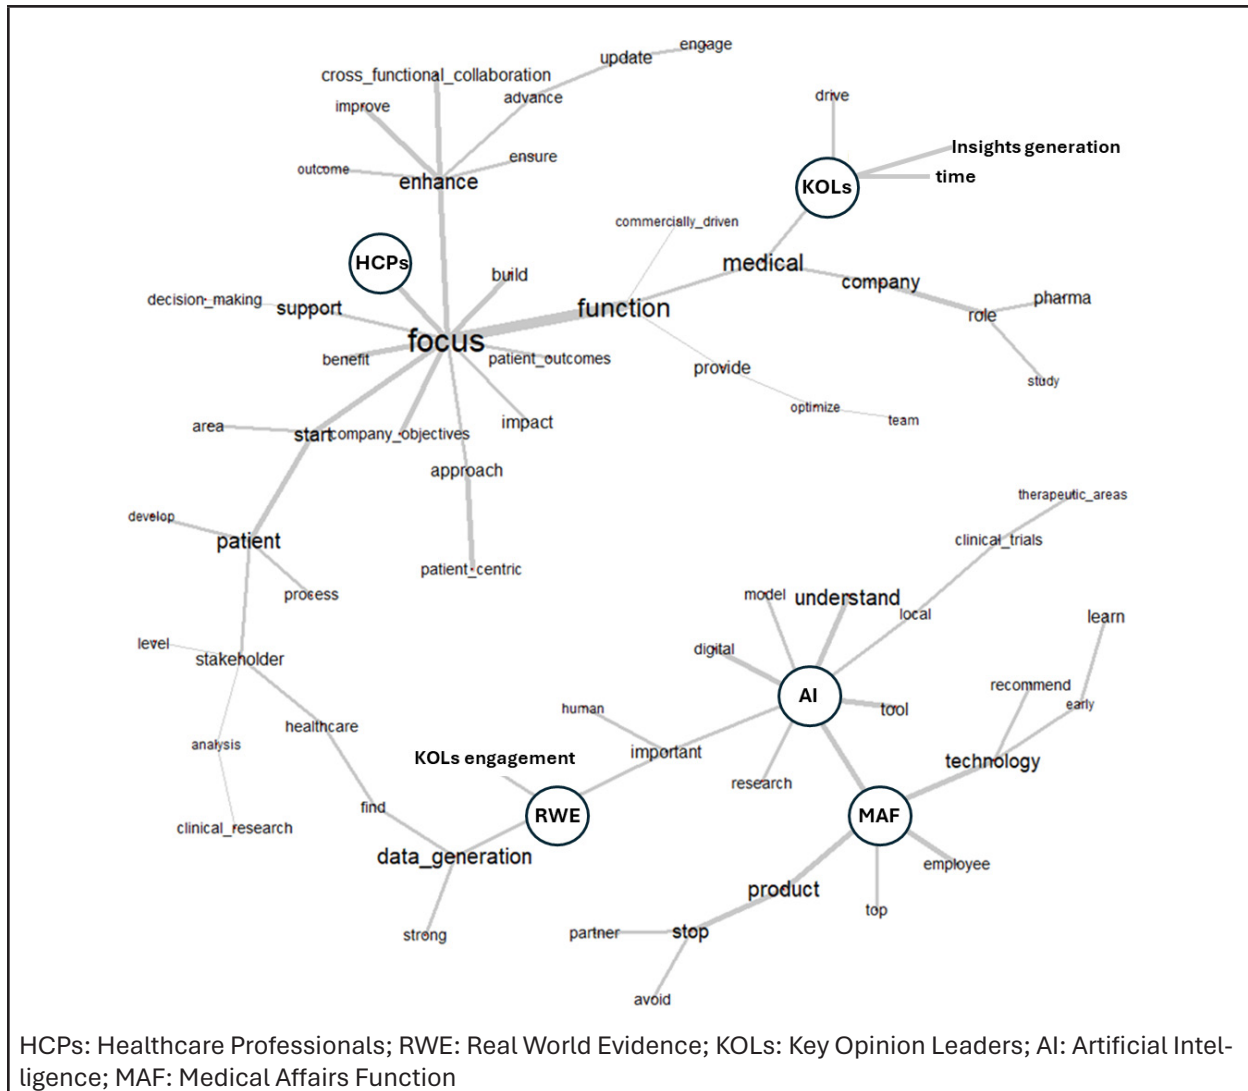 engage
update
cross_functional_collaboration
advance
improve
drive
Insights generation
ensure
outcome
time
enhance
KOLs
commercially_driven
HCPs
medical
build
company
decision_making
support
function
pharma
role
focus
benefit
patient_outcomes
provide
study
optimize
team
impact
area
start
company_objectives
approach
therapeutic_areas
develop
patient
clinical_trials
patient_centric
process
model
understand
local
learn
level
stakeholder
digital
recommend
AI
early
human
tool
healthcare
analysis
important
KOLs engagement
technology
research
find
RWE
MAF
clinical_research
data_generation
employee
product
top
strong
partner
stop
avoid
HCPs: Healthcare Professionals; RWE: Real World Evidence; KOLs: Key Opinion Leaders; AI: Artificial Intel-
ligence; MAF: Medical Affairs Function